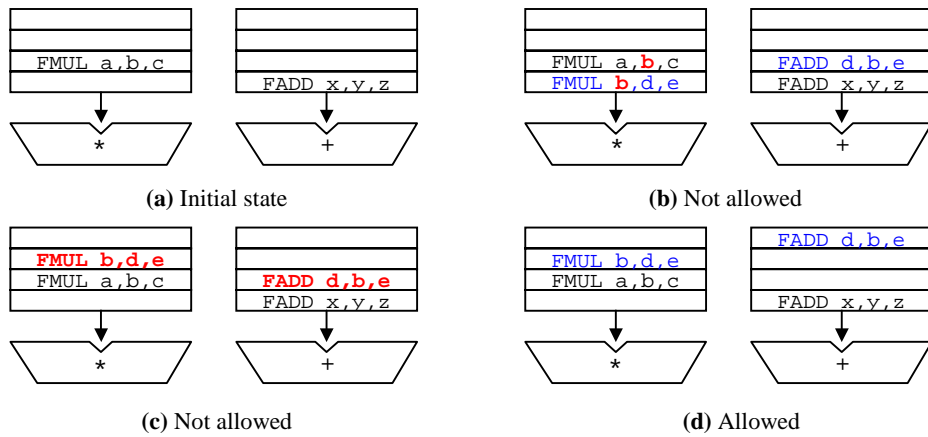 FMUL a,b,c
FADD x,y,z
*
+
(a) Initial state
FMUL a,b,c
FMUL b,d,e
FADD d,b,e
FADD x,y,z
*
+
(b) Not allowed
FMUL b,d,e
FMUL a,b,c
FADD d,b,e
FADD x,y,z
*
+
(c) Not allowed
FMUL b,d,e
FMUL a,b,c
FADD d,b,e
FADD x,y,z
*
+
(d) Allowed